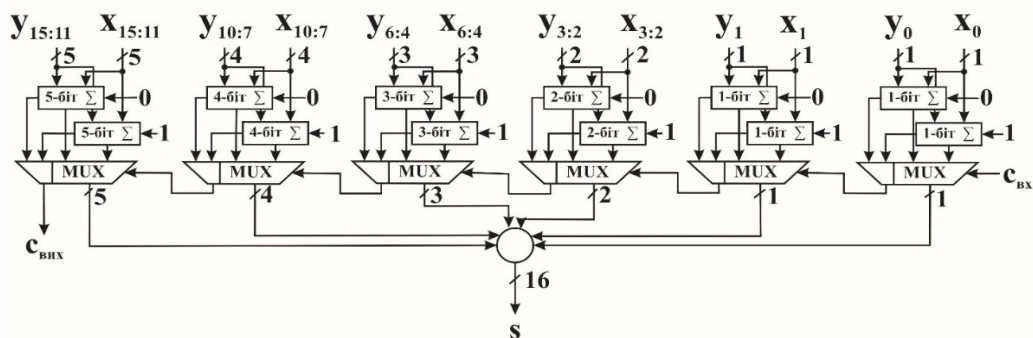 y15:11 x15:11 y10:7 x10:7 y6:4 x6:4 y3:2 x3:2 y1 x1 y0 x0
5 5 4 4 3 3 2 2 1 1 1 1
5-біт Σ 0 4-біт Σ 0 3-біт Σ 0 2-біт Σ 0 1-біт Σ 0 1-біт Σ 0
5-біт Σ 1 4-біт Σ 1 3-біт Σ 1 2-біт Σ 1 1-біт Σ 1 1-біт Σ 1
MUX MUX MUX MUX MUX MUX cвх
5 4 3 2 1 1
cвих
16
s